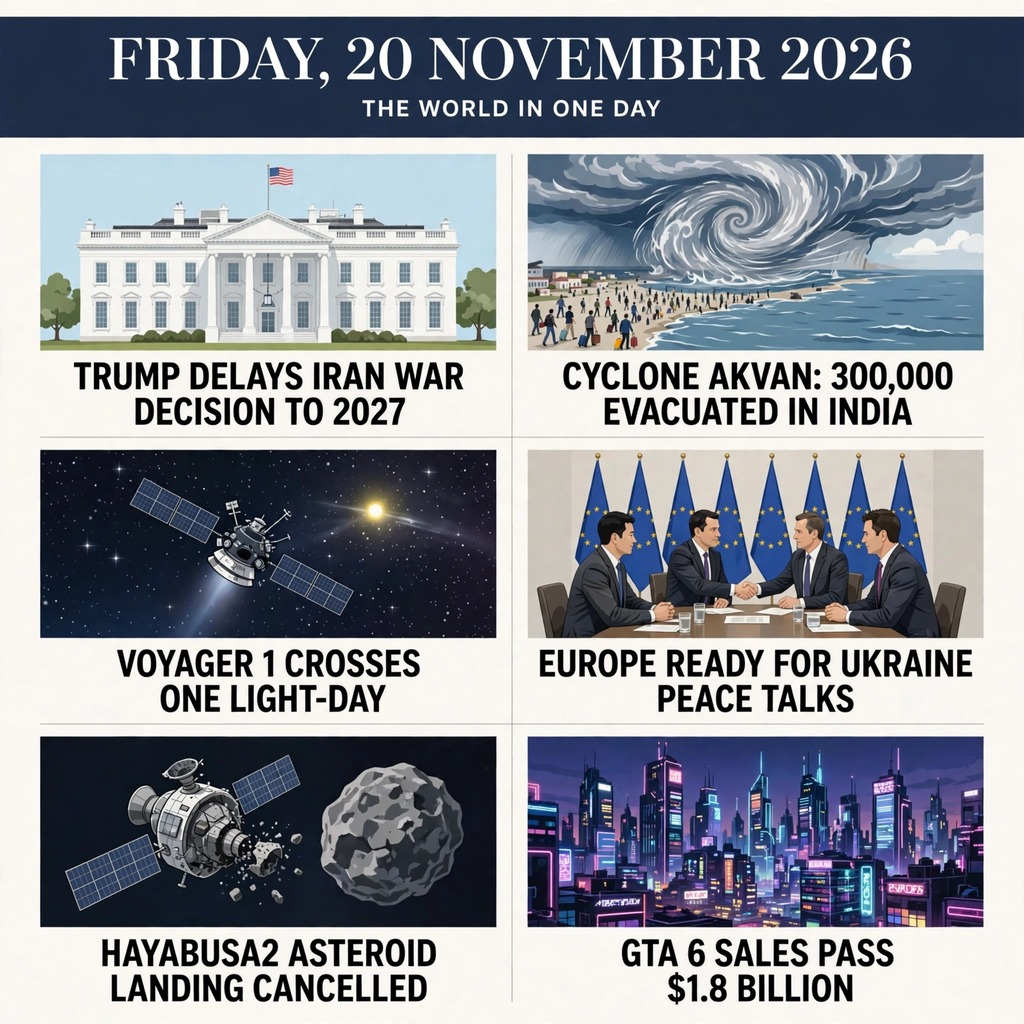 FRIDAY, 20 NOVEMBER 2026
THE WORLD IN ONE DAY
TRUMP DELAYS IRAN WAR
DECISION TO 2027
CYCLONE AKVAN: 300,000
EVACUATED IN INDIA
VOYAGER 1 CROSSES
ONE LIGHT-DAY
EUROPE READY FOR UKRAINE
PEACE TALKS
HAYABUSA2 ASTEROID
LANDING CANCELLED
GTA 6 SALES PASS
$1.8 BILLION